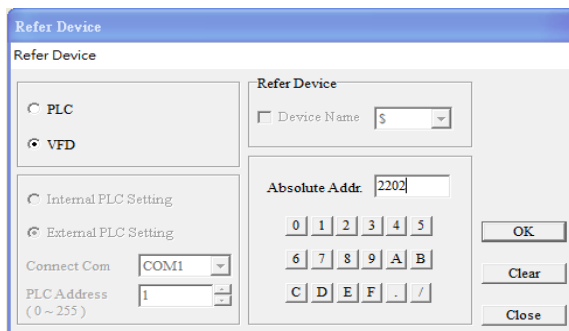 Refer Device
Refer Device
PLC
VFD
Internal PLC Setting
External PLC Setting
Connect Com COM1
PLC Address 1
( 0 ~ 255 )
Refer Device
Device Name $
Absolute Addr. 2202
0 1 2 3 4 5
6 7 8 9 A B
C D E F . /
OK
Clear
Close